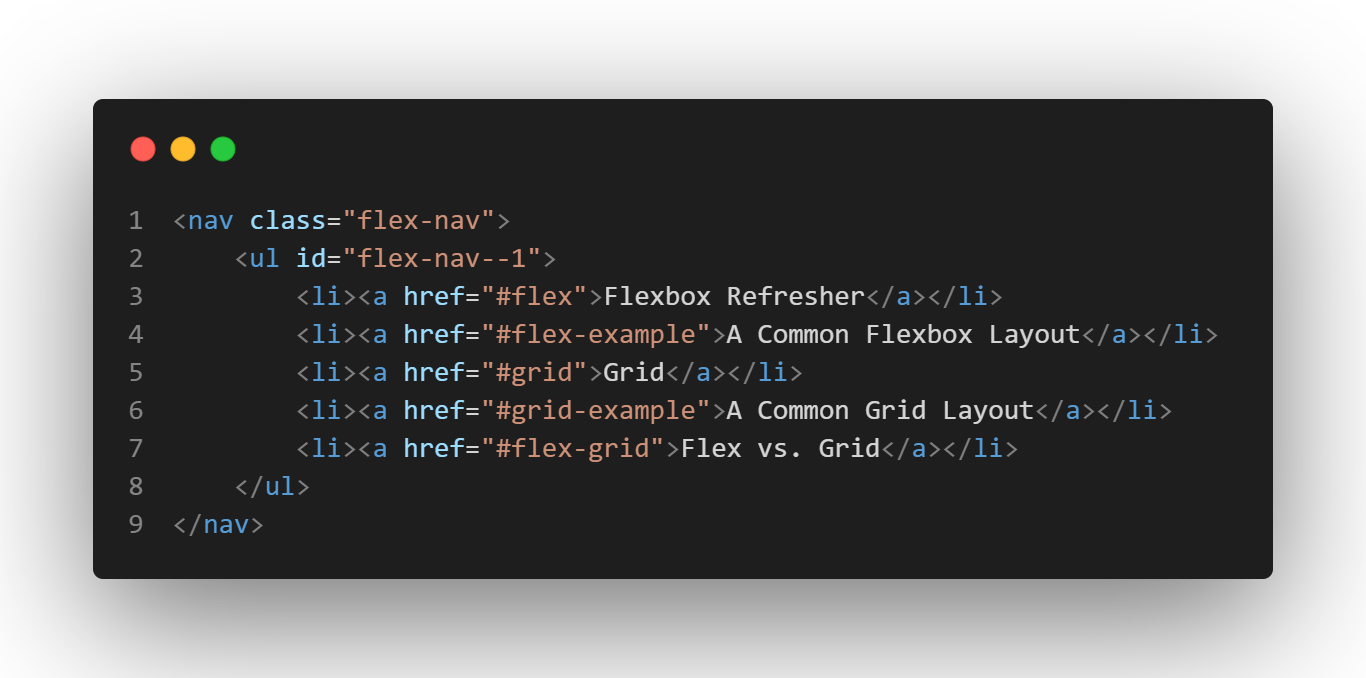 1 <nav class="flex-nav">
2     <ul id="flex-nav--1">
3         <li><a href="#flex">Flexbox Refresher</a></li>
4         <li><a href="#flex-example">A Common Flexbox Layout</a></li>
5         <li><a href="#grid">Grid</a></li>
6         <li><a href="#grid-example">A Common Grid Layout</a></li>
7         <li><a href="#flex-grid">Flex vs. Grid</a></li>
8     </ul>
9 </nav>